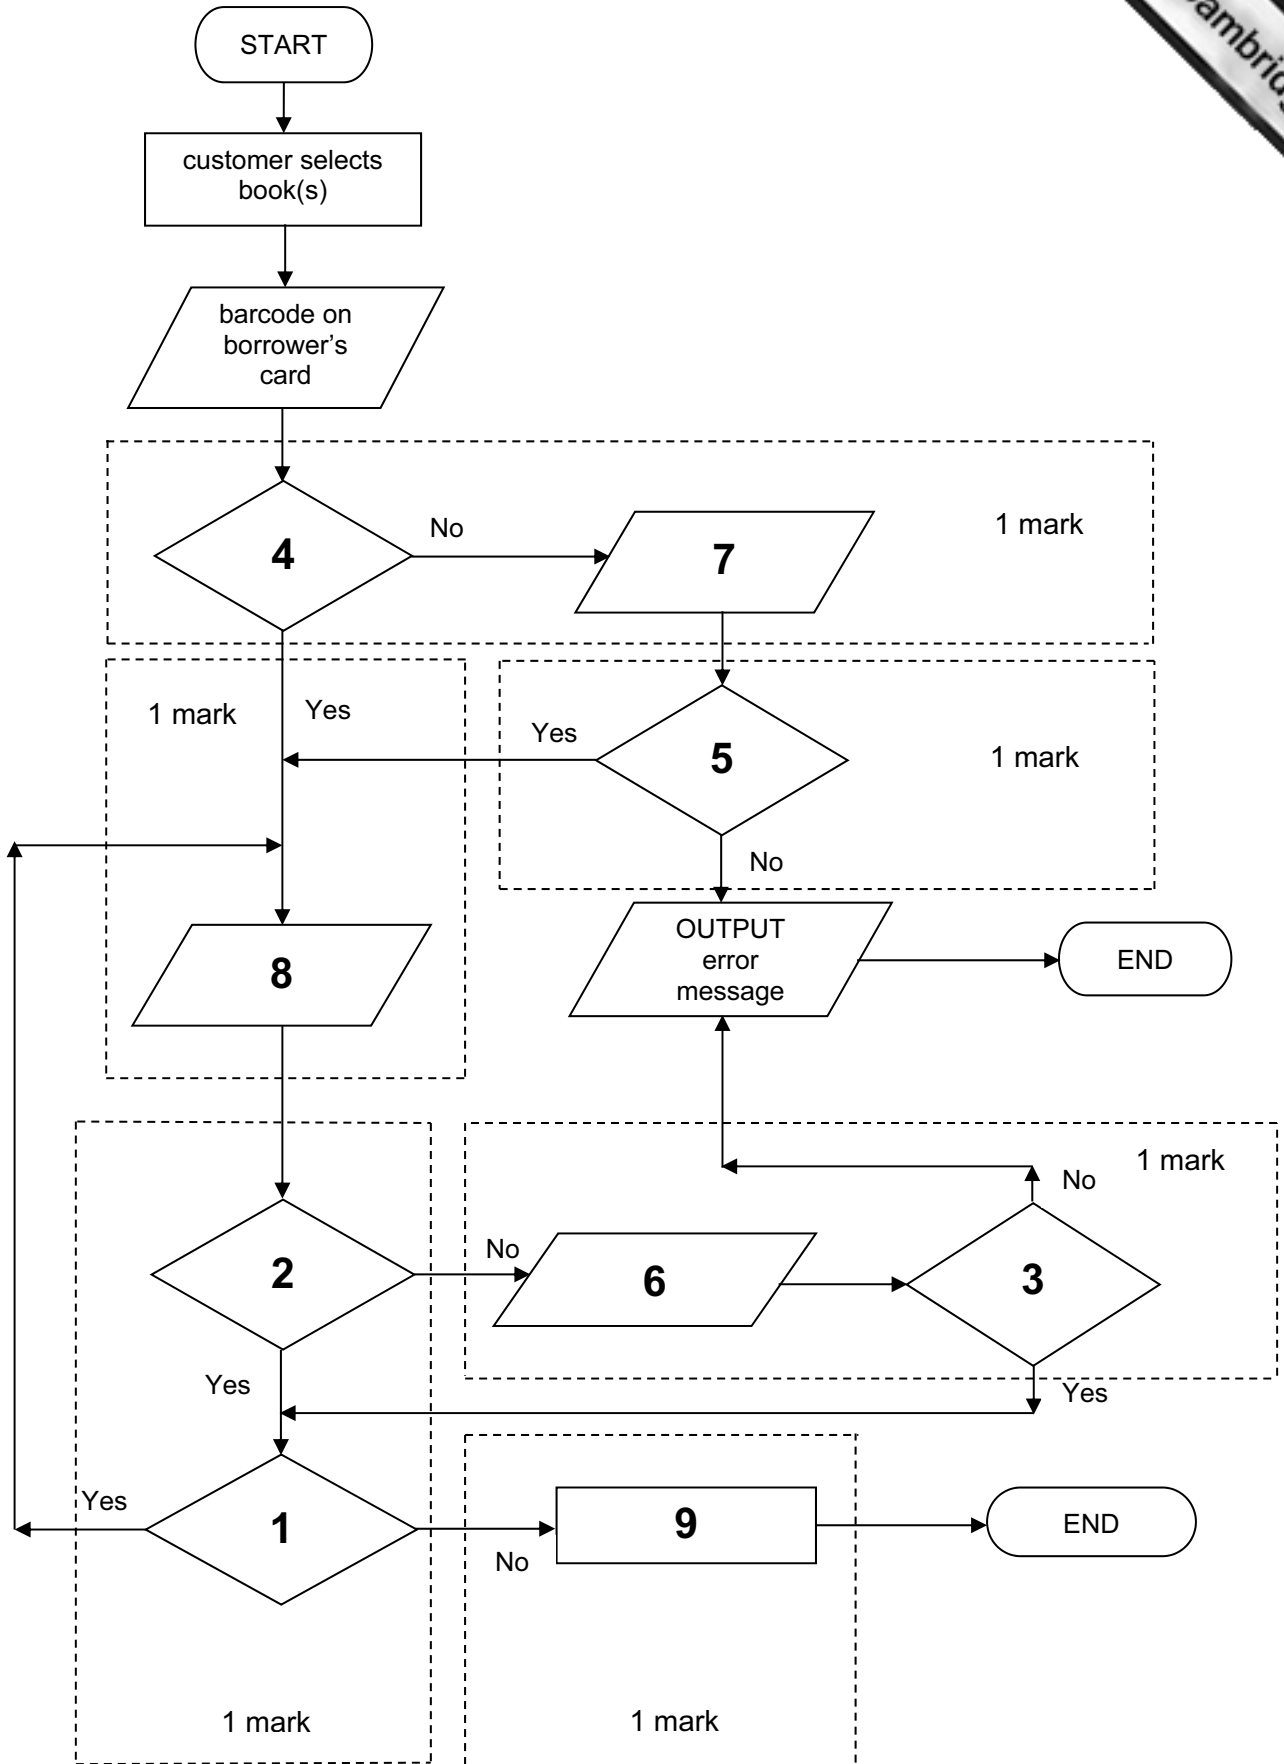 START
customer selects
book(s)
barcode on
borrower's
card
4
No
7
1 mark
1 mark
Yes
Yes
5
1 mark
No
8
OUTPUT
error
message
END
1 mark
No
2
No
6
3
Yes
Yes
Yes
1
No
9
END
1 mark
1 mark